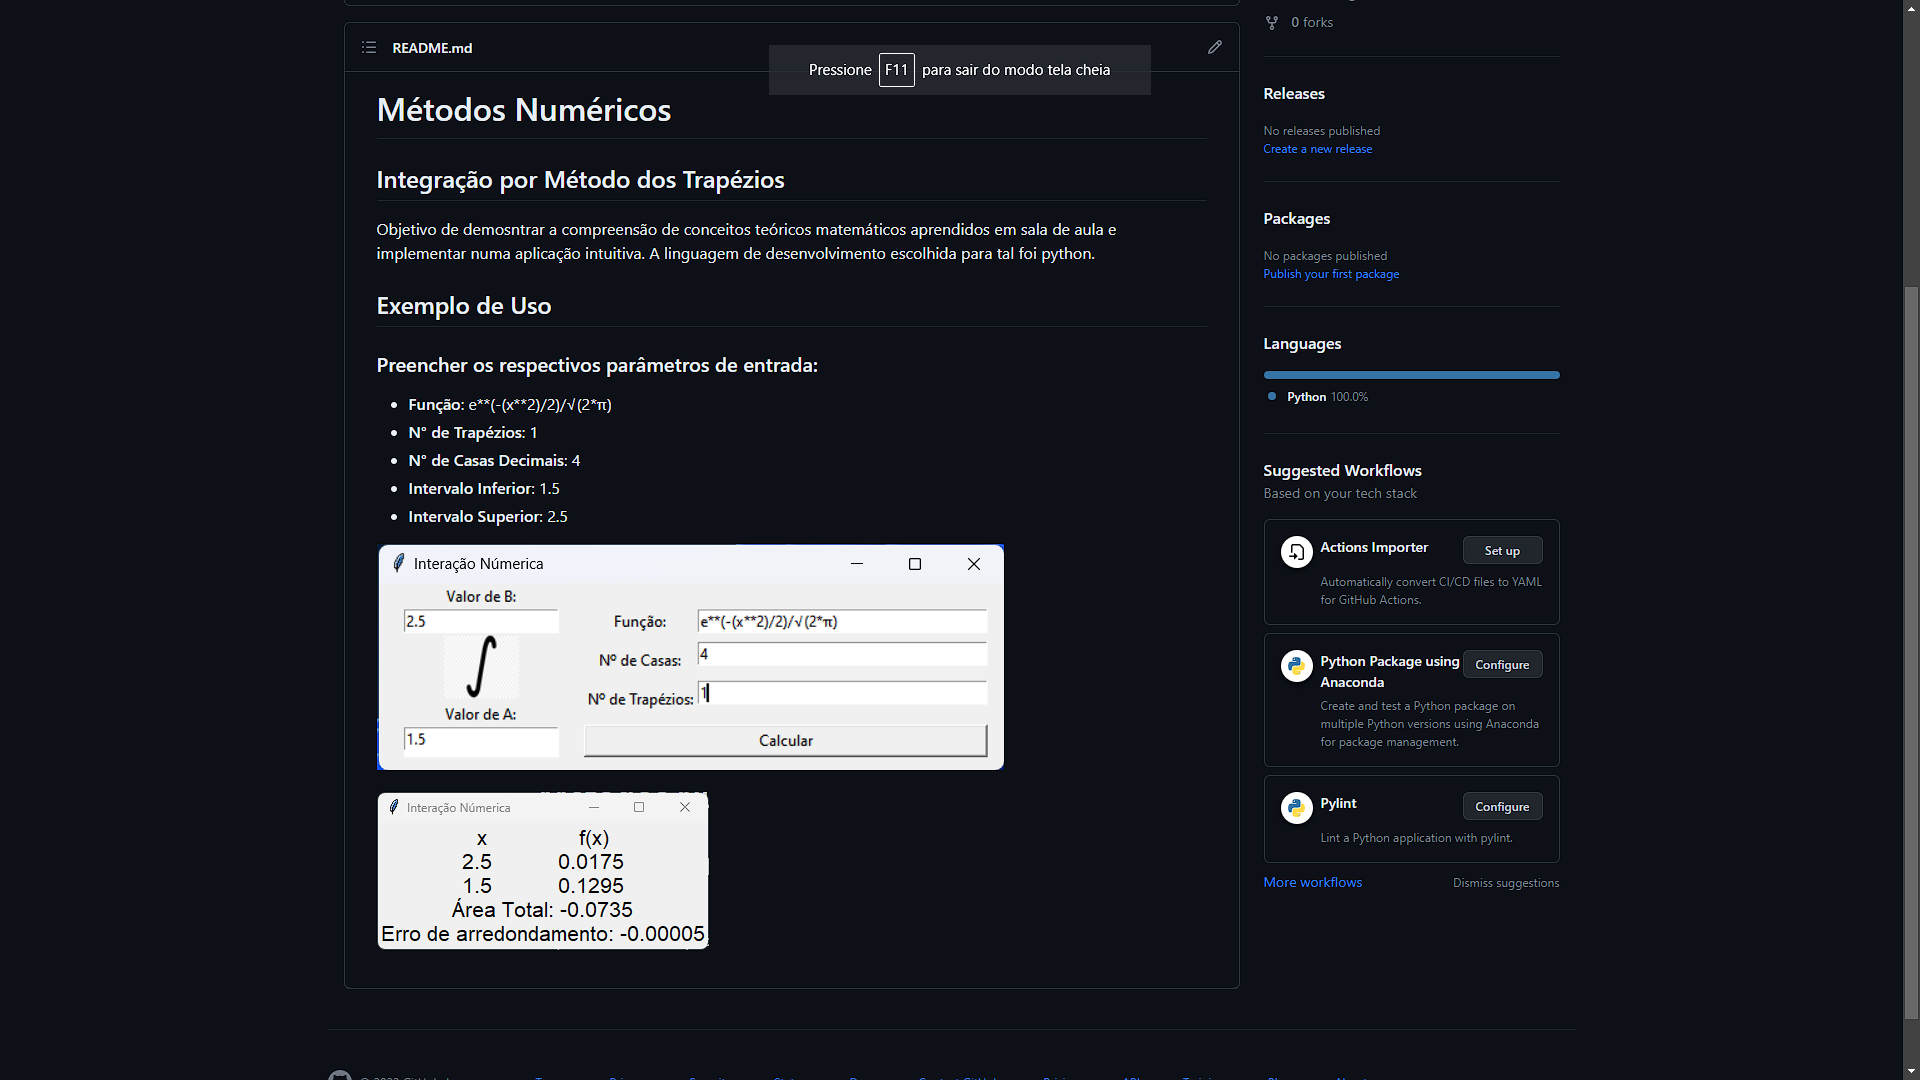 0 forks
README.md
Pressione F11 para sair do modo tela cheia
Métodos Numéricos
Integração por Método dos Trapézios
Objetivo de demosntrar a compreensão de conceitos teóricos matemáticos aprendidos em sala de aula e
implementar numa aplicação intuitiva. A linguagem de desenvolvimento escolhida para tal foi python.
Exemplo de Uso
Preencher os respectivos parâmetros de entrada:
Função: e**(-(x**2)/2)/√(2*π)
N° de Trapézios: 1
N° de Casas Decimais: 4
Intervalo Inferior: 1.5
Intervalo Superior: 2.5
Interação Númerica
Valor de B:
2.5
∫
Valor de A:
1.5
Função: e**(-(x**2)/2)/√(2*π)
Nº de Casas: 4
Nº de Trapézios: 1
Calcular
Interação Númerica
x f(x)
2.5 0.0175
1.5 0.1295
Área Total: -0.0735
Erro de arredondamento: -0.00005
Releases
No releases published
Create a new release
Packages
No packages published
Publish your first package
Languages
Python 100.0%
Suggested Workflows
Based on your tech stack
Actions Importer
Set up
Automatically convert CI/CD files to YAML
for GitHub Actions.
Python Package using
Anaconda
Configure
Create and test a Python package on
multiple Python versions using Anaconda
for package management.
Pylint
Configure
Lint a Python application with pylint.
More workflows
Dismiss suggestions